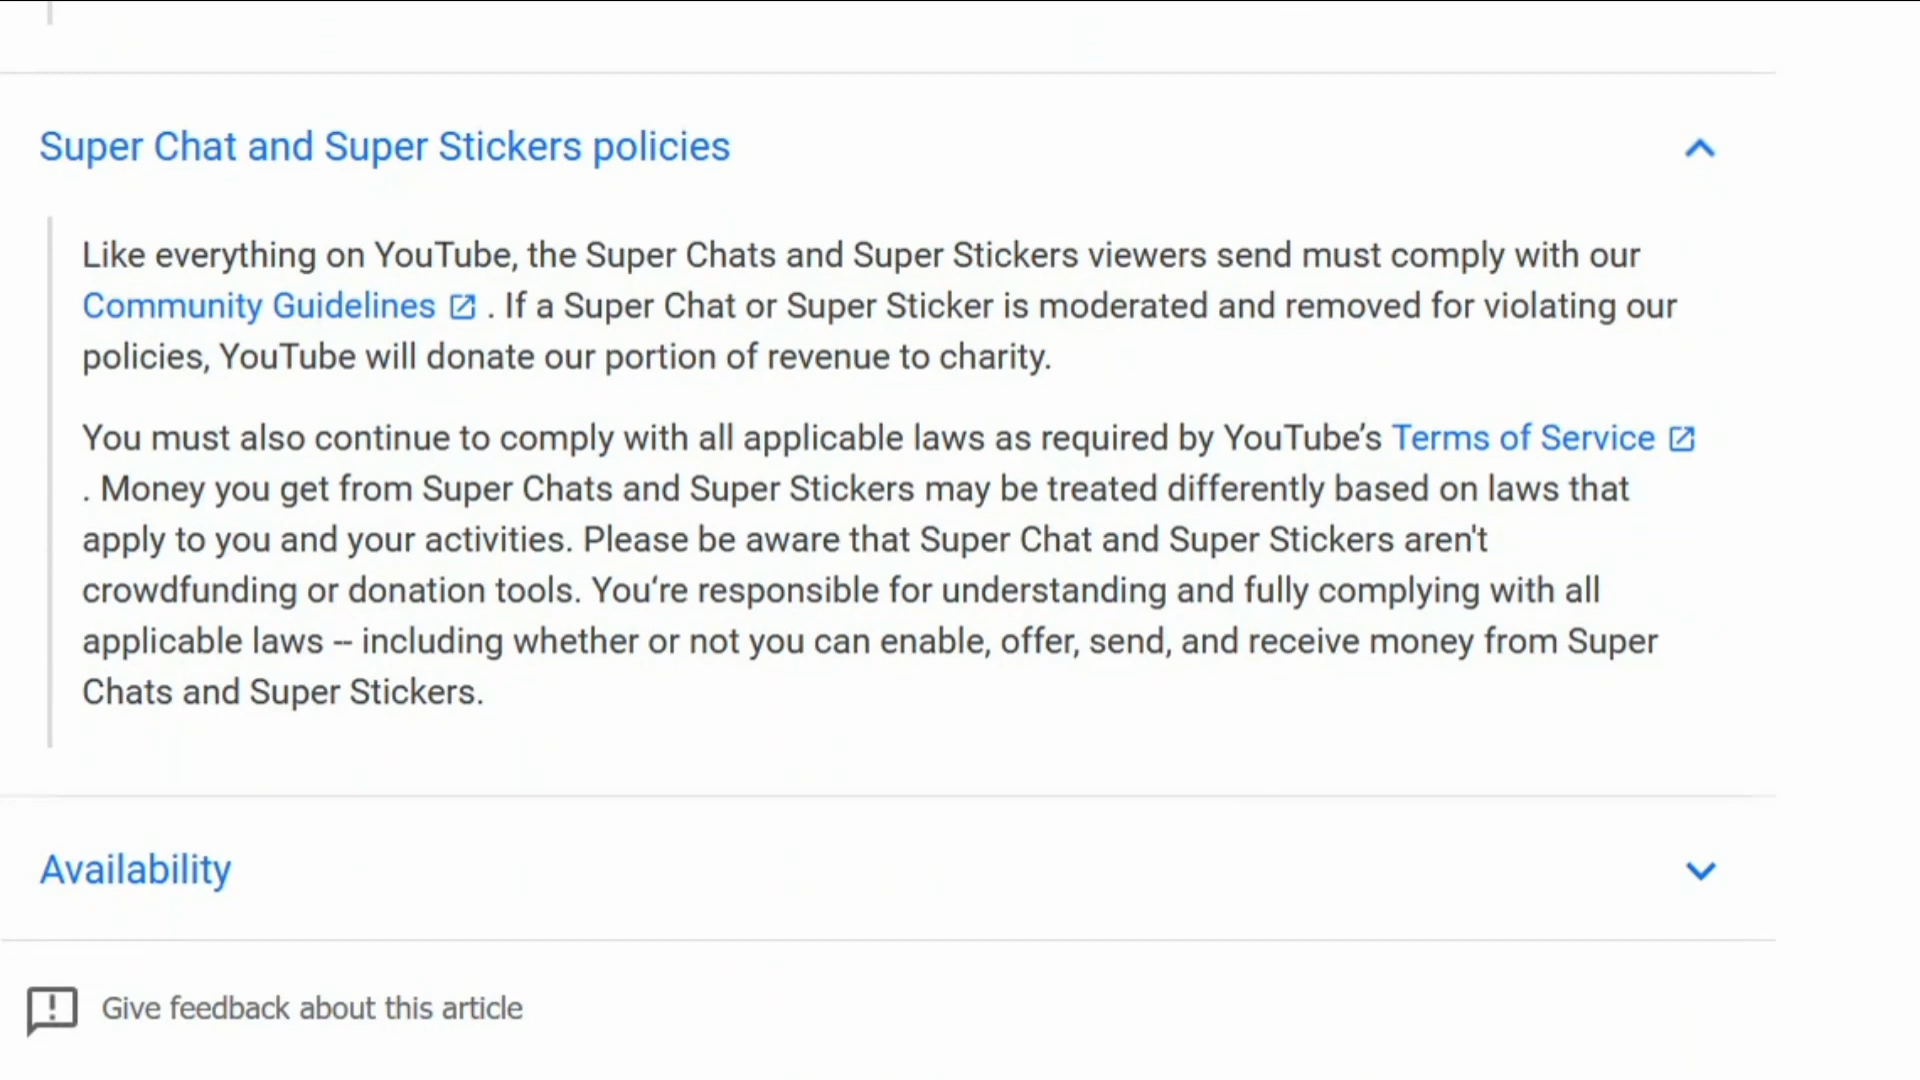 Super Chat and Super Stickers policies
Like everything on YouTube, the Super Chats and Super Stickers viewers send must comply with our
Community Guidelines . If a Super Chat or Super Sticker is moderated and removed for violating our
policies, YouTube will donate our portion of revenue to charity.
You must also continue to comply with all applicable laws as required by YouTube’s Terms of Service
. Money you get from Super Chats and Super Stickers may be treated differently based on laws that
apply to you and your activities. Please be aware that Super Chat and Super Stickers aren't
crowdfunding or donation tools. You‘re responsible for understanding and fully complying with all
applicable laws -- including whether or not you can enable, offer, send, and receive money from Super
Chats and Super Stickers.
Availability
Give feedback about this article